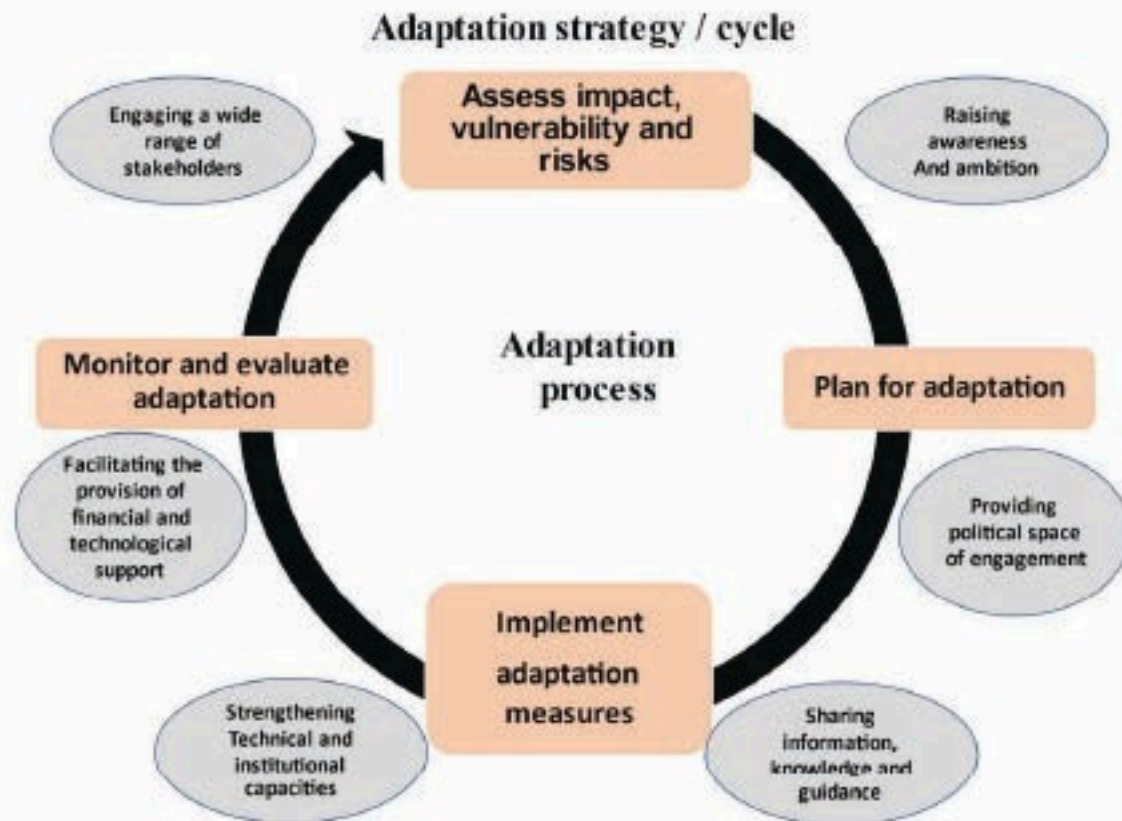 Adaptation strategy / cycle
Assess impact,
vulnerability and
risks
Engaging a wide
range of
stakeholders
Raising
awareness
And ambition
Adaptation
process
Monitor and evaluate
adaptation
Plan for adaptation
Facilitating the
provision of
financial and
technological
support
Providing
political space
of engagement
Implement
adaptation
measures
Strengthening
Technical and
institutional
capacities
Sharing
information,
knowledge and
guidance